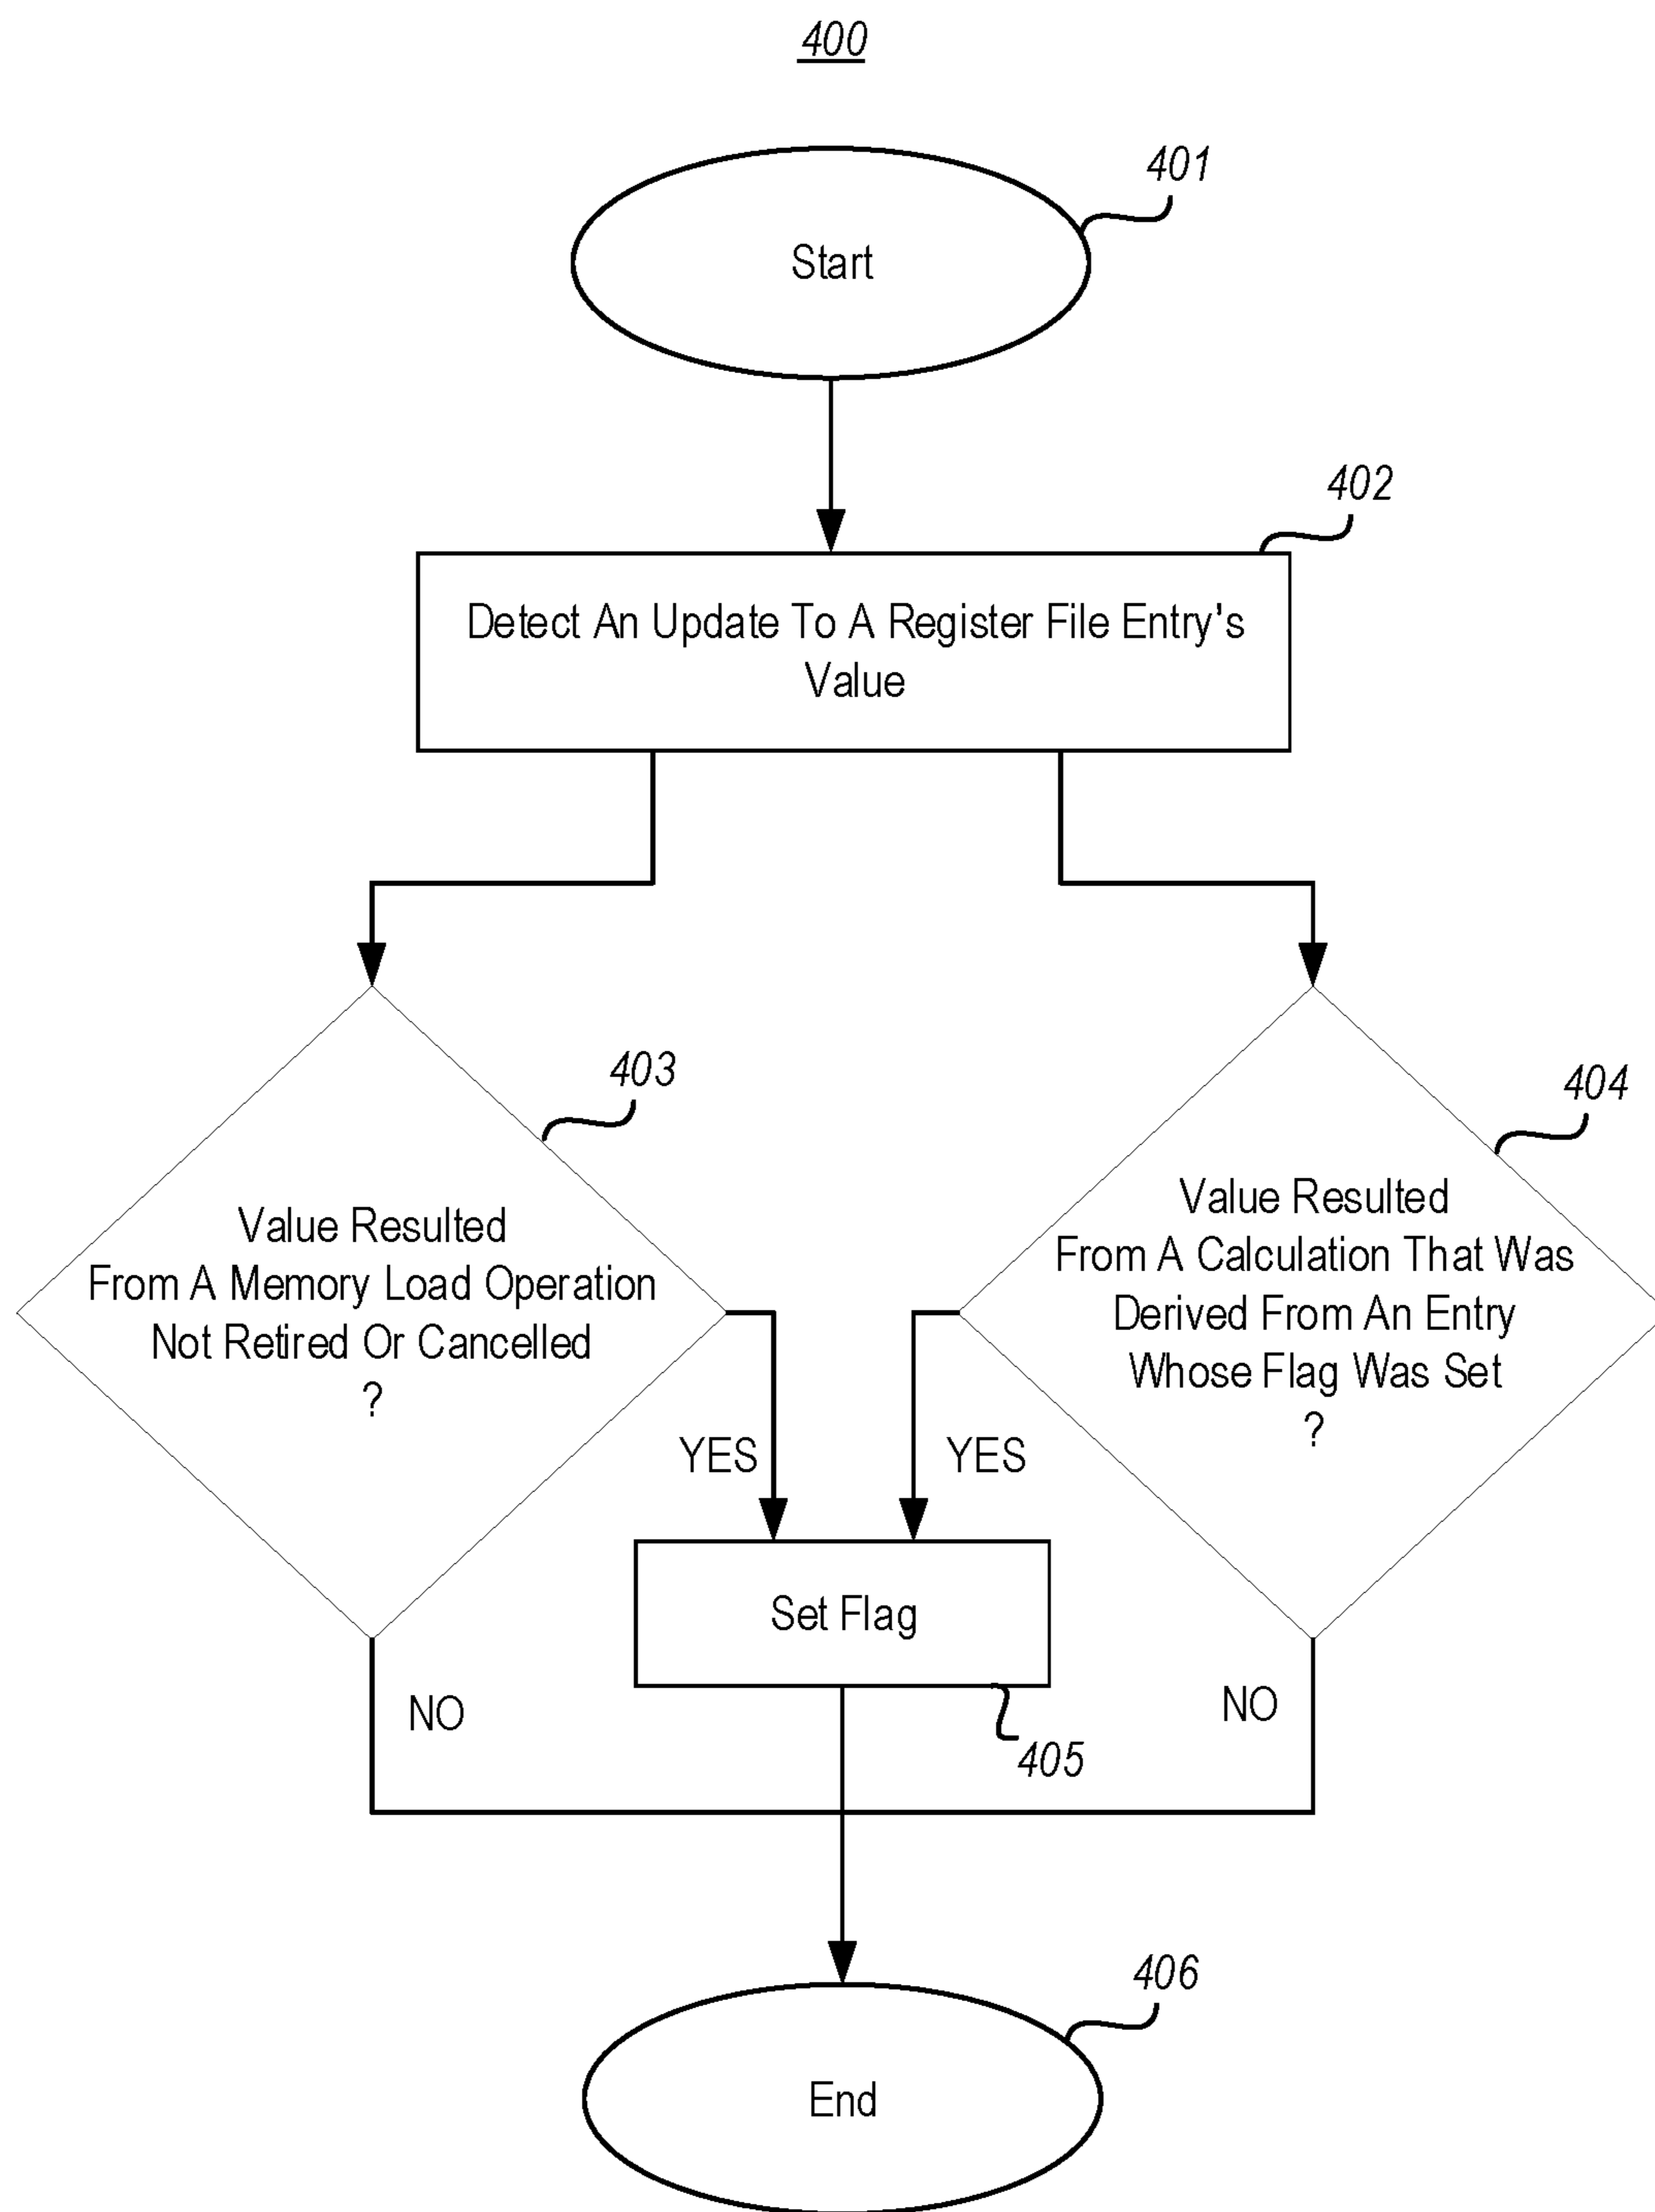 400
401
Start
402
Detect An Update To A Register File Entry's
Value
403
404
Value Resulted
From A Memory Load Operation
Not Retired Or Cancelled
?
Value Resulted
From A Calculation That Was
Derived From An Entry
Whose Flag Was Set
?
YES
YES
Set Flag
NO
NO
405
406
End